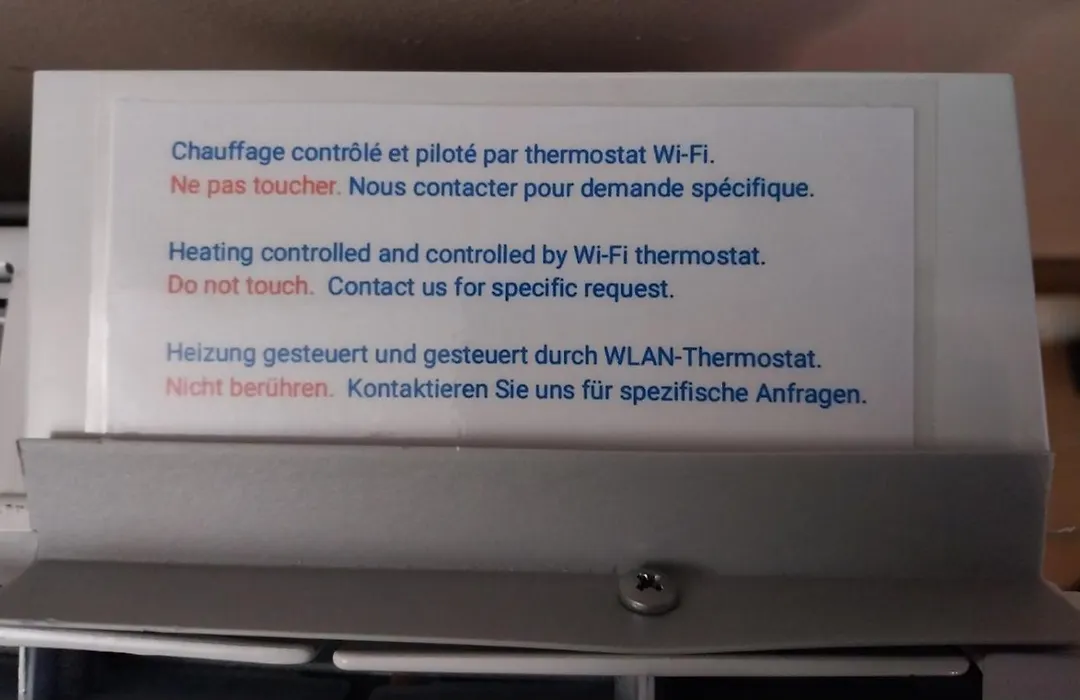 Chauffage contrôlé et piloté par thermostat Wi-Fi.
Ne pas toucher. Nous contacter pour demande spécifique.
Heating controlled and controlled by Wi-Fi thermostat.
Do not touch. Contact us for specific request.
Heizung gesteuert und gesteuert durch WLAN-Thermostat.
Nicht berühren. Kontaktieren Sie uns für spezifische Anfragen.